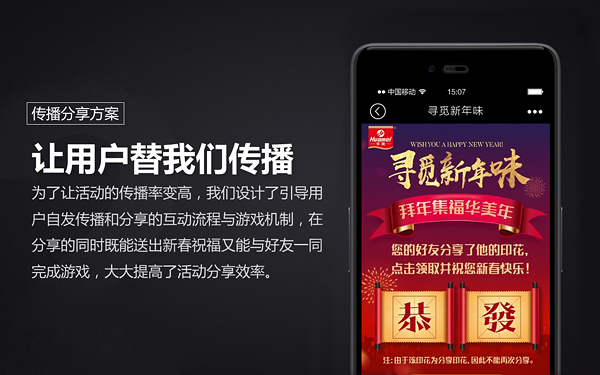 传播分享方案
让用户替我们传播
为了让活动的传播率变高，我们设计了引导用
户自发传播和分享的互动流程与游戏机制，在
分享的同时既能送出新春祝福又能与好友一同
完成游戏，大大提高了活动分享效率。
中国移动 15:07
寻觅新年味
Huamei
华美
WISH YOU A HAPPY NEW YEAR!
寻觅新年味
拜年集福华美年
您的好友分享了他的印花，
点击领取并祝您新春快乐！
恭 發
注：由于该印花为分享印花，因此不能再次分享。